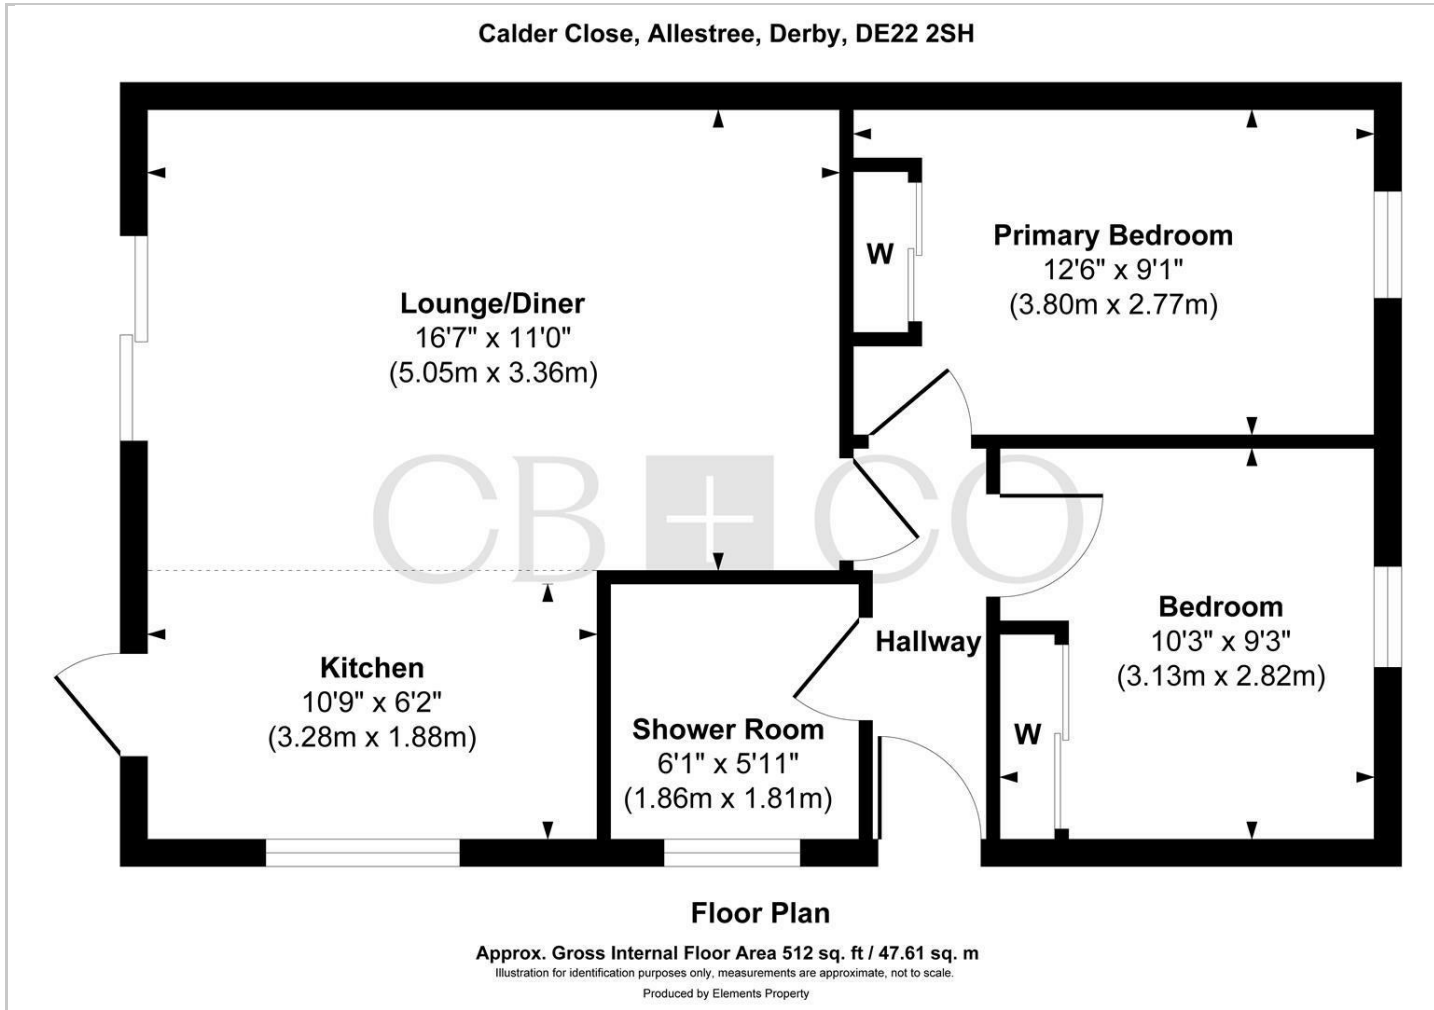 Calder Close, Allestree, Derby, DE22 2SH
Lounge/Diner
16'7" x 11'0"
(5.05m x 3.36m)
W
Primary Bedroom
12'6" x 9'1"
(3.80m x 2.77m)
CB + CO
Kitchen
10'9" x 6'2"
(3.28m x 1.88m)
Shower Room
6'1" x 5'11"
(1.86m x 1.81m)
Hallway
Bedroom
10'3" x 9'3"
(3.13m x 2.82m)
W
Floor Plan
Approx. Gross Internal Floor Area 512 sq. ft / 47.61 sq. m
Illustration for identification purposes only, measurements are approximate, not to scale.
Produced by Elements Property